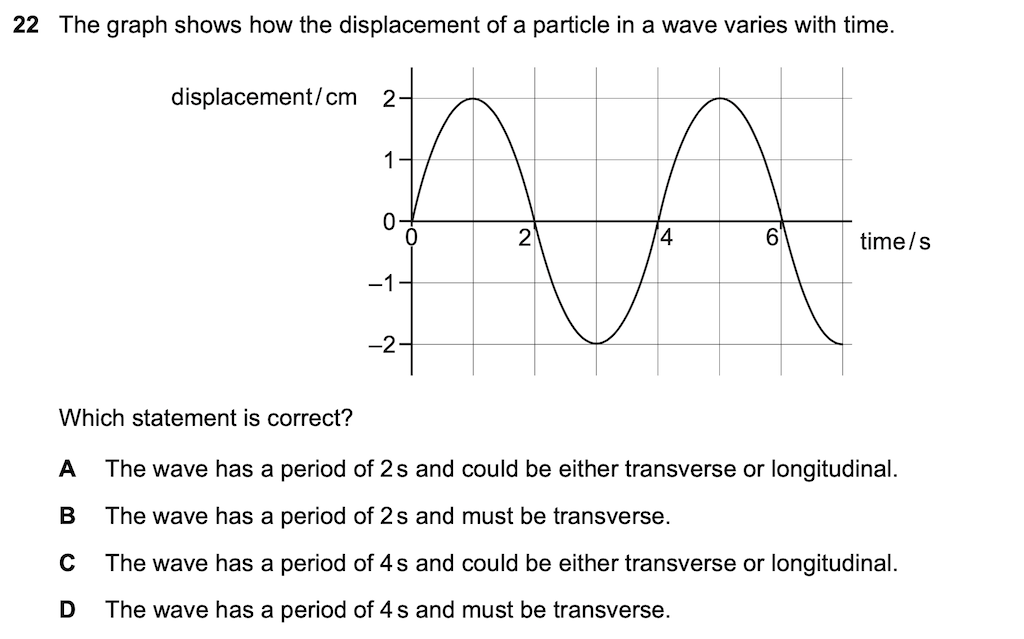 22 The graph shows how the displacement of a particle in a wave varies with time.
displacement/cm
2
1
0
–1
–2
0 2 4 6
time/s
Which statement is correct?
A The wave has a period of 2s and could be either transverse or longitudinal.
B The wave has a period of 2s and must be transverse.
C The wave has a period of 4s and could be either transverse or longitudinal.
D The wave has a period of 4s and must be transverse.